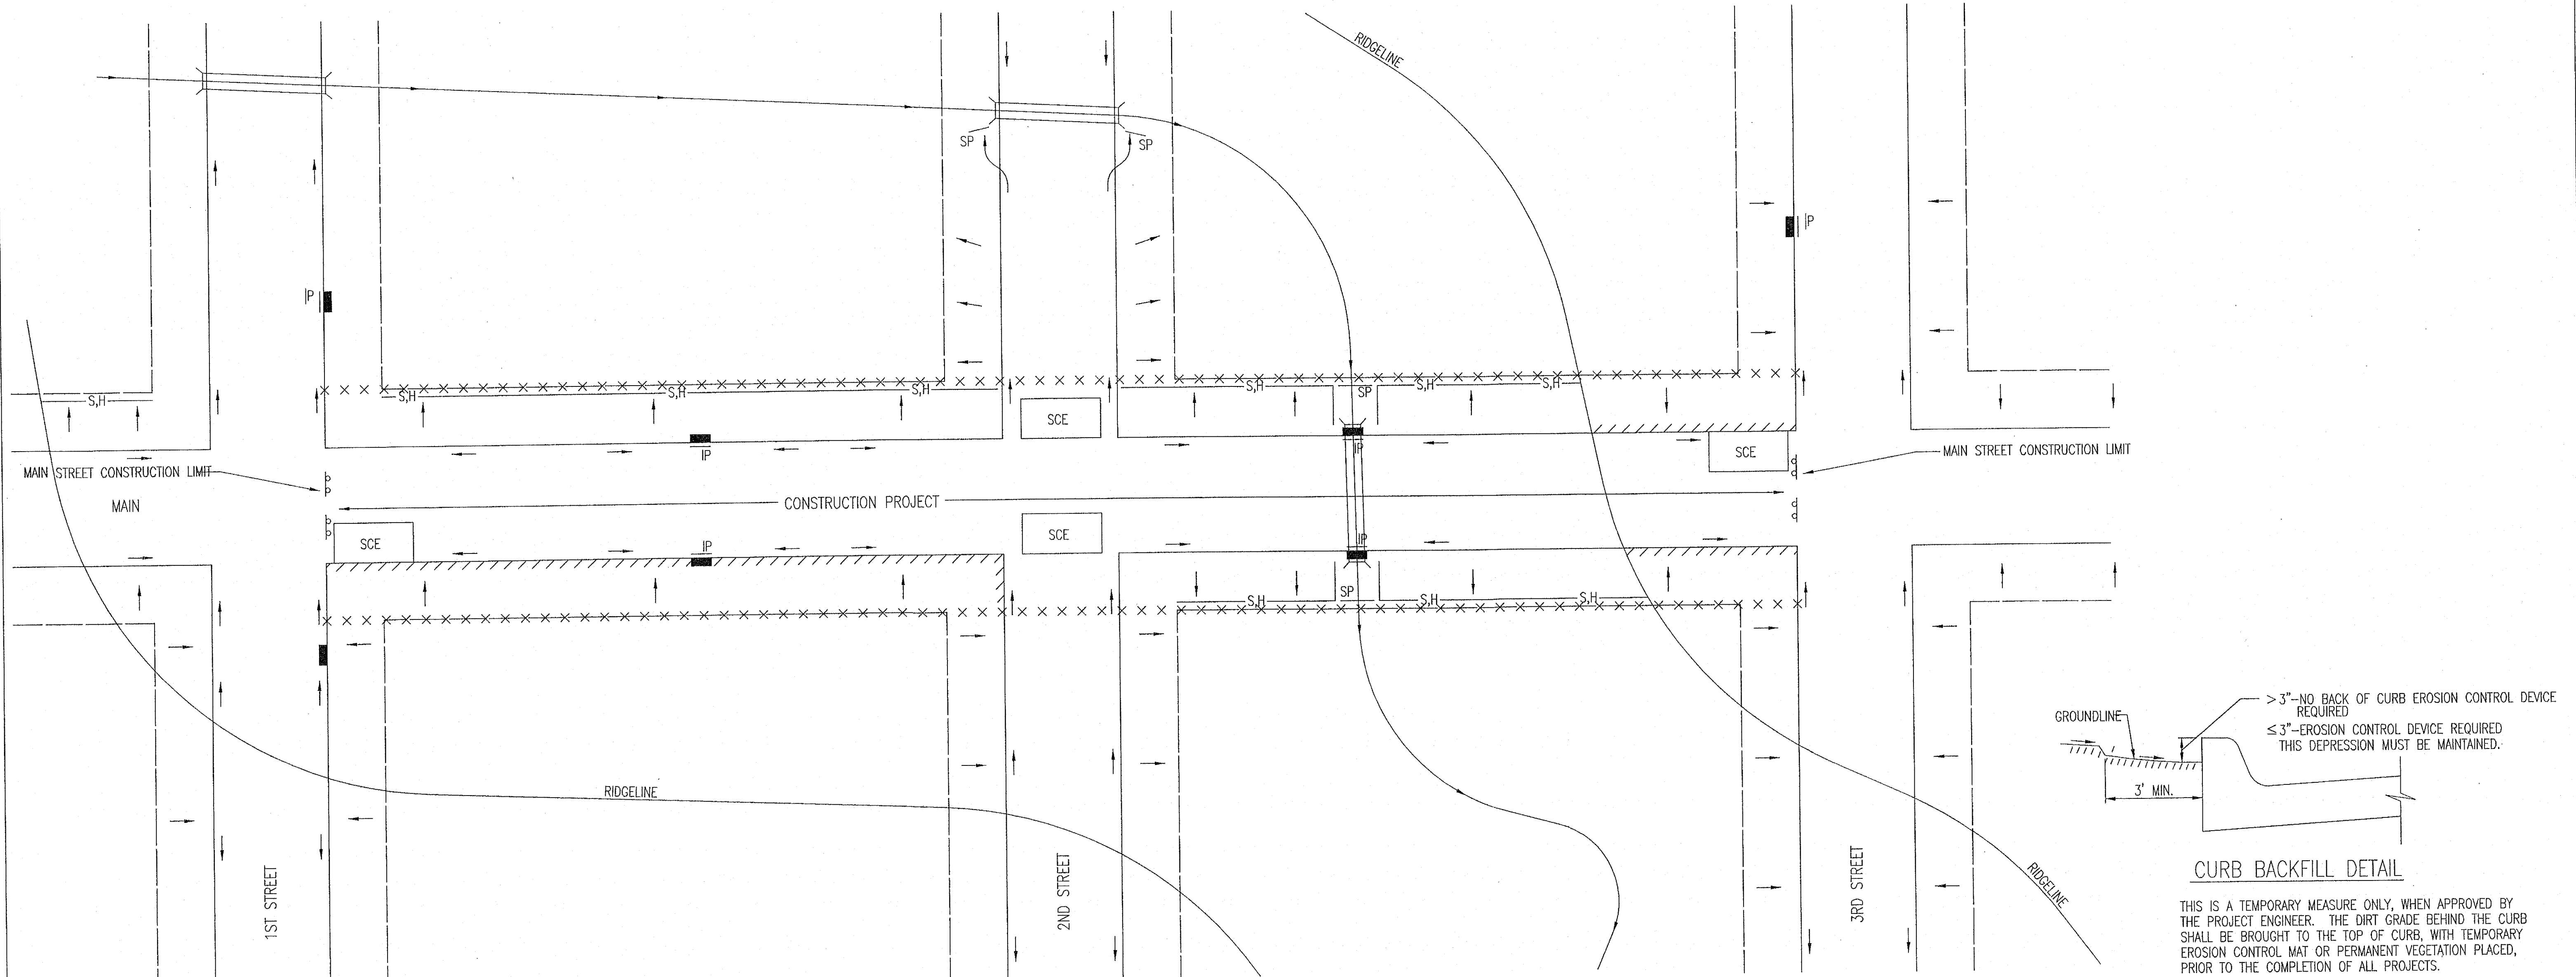 RIDGELINE
SP
SP
IP
IP
S,H
S,H
S,H
S,H
S,H
SP
S,H
S,H
SCE
IP
IP
SCE
MAIN STREET CONSTRUCTION LIMIT
MAIN STREET CONSTRUCTION LIMIT
MAIN
CONSTRUCTION PROJECT
SCE
SCE
IP
IP
S,H
SP
S,H
S,H
RIDGELINE
RIDGELINE
1ST STREET
2ND STREET
3RD STREET
GROUNDLINE
>3"-NO BACK OF CURB EROSION CONTROL DEVICE
REQUIRED
≤3"-EROSION CONTROL DEVICE REQUIRED
THIS DEPRESSION MUST BE MAINTAINED.
3' MIN.
CURB BACKFILL DETAIL
THIS IS A TEMPORARY MEASURE ONLY, WHEN APPROVED BY
THE PROJECT ENGINEER. THE DIRT GRADE BEHIND THE CURB
SHALL BE BROUGHT TO THE TOP OF CURB, WITH TEMPORARY
EROSION CONTROL MAT OR PERMANENT VEGETATION PLACED,
PRIOR TO THE COMPLETION OF ALL PROJECTS.